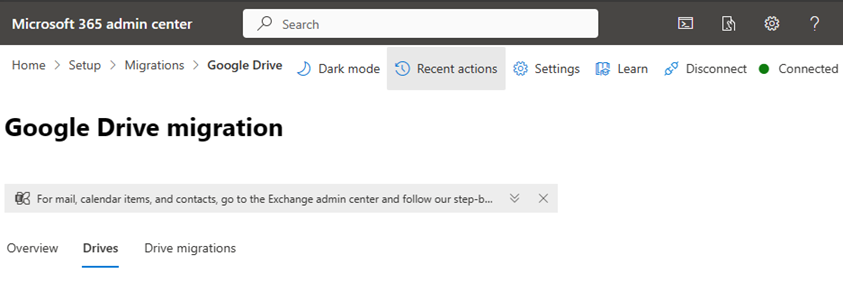 Microsoft 365 admin center
Search
?
Home > Setup > Migrations > Google Drive
Dark mode
Recent actions
Settings
Learn
Disconnect
Connected
Google Drive migration
For mail, calendar items, and contacts, go to the Exchange admin center and follow our step-b...
Overview
Drives
Drive migrations